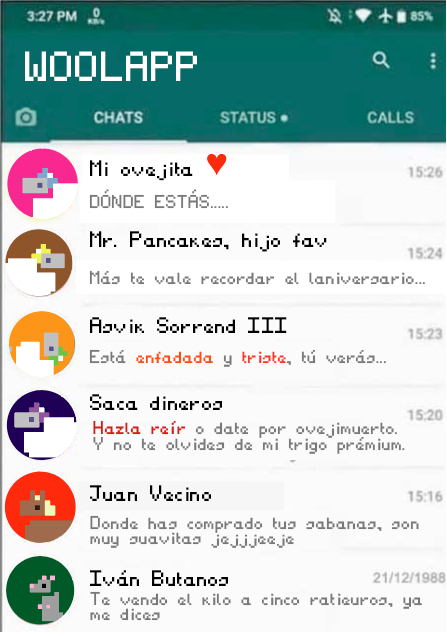 3:27 PM 0 KB/s 85%
WOOLAPP
CHATS STATUS CALLS
Mi ovejita 15:26
DÓNDE ESTÁS.....
Mr. Pancakes, hijo fav 15:24
Más te vale recordar el laniversario...
Asvik Sorrend III 15:23
Está enfadada y triste, tú verás...
Saca dineros 15:20
Hazla reír o date por ovejimuerto.
Y no te olvides de mi trigo prémium.
Juan Vecino 15:16
Donde has comprado tus sabanas, son
muy suavitas jejjjeeje
Iván Butanos 21/12/1988
Te vendo el kilo a cinco ratieuros, ya
me dices